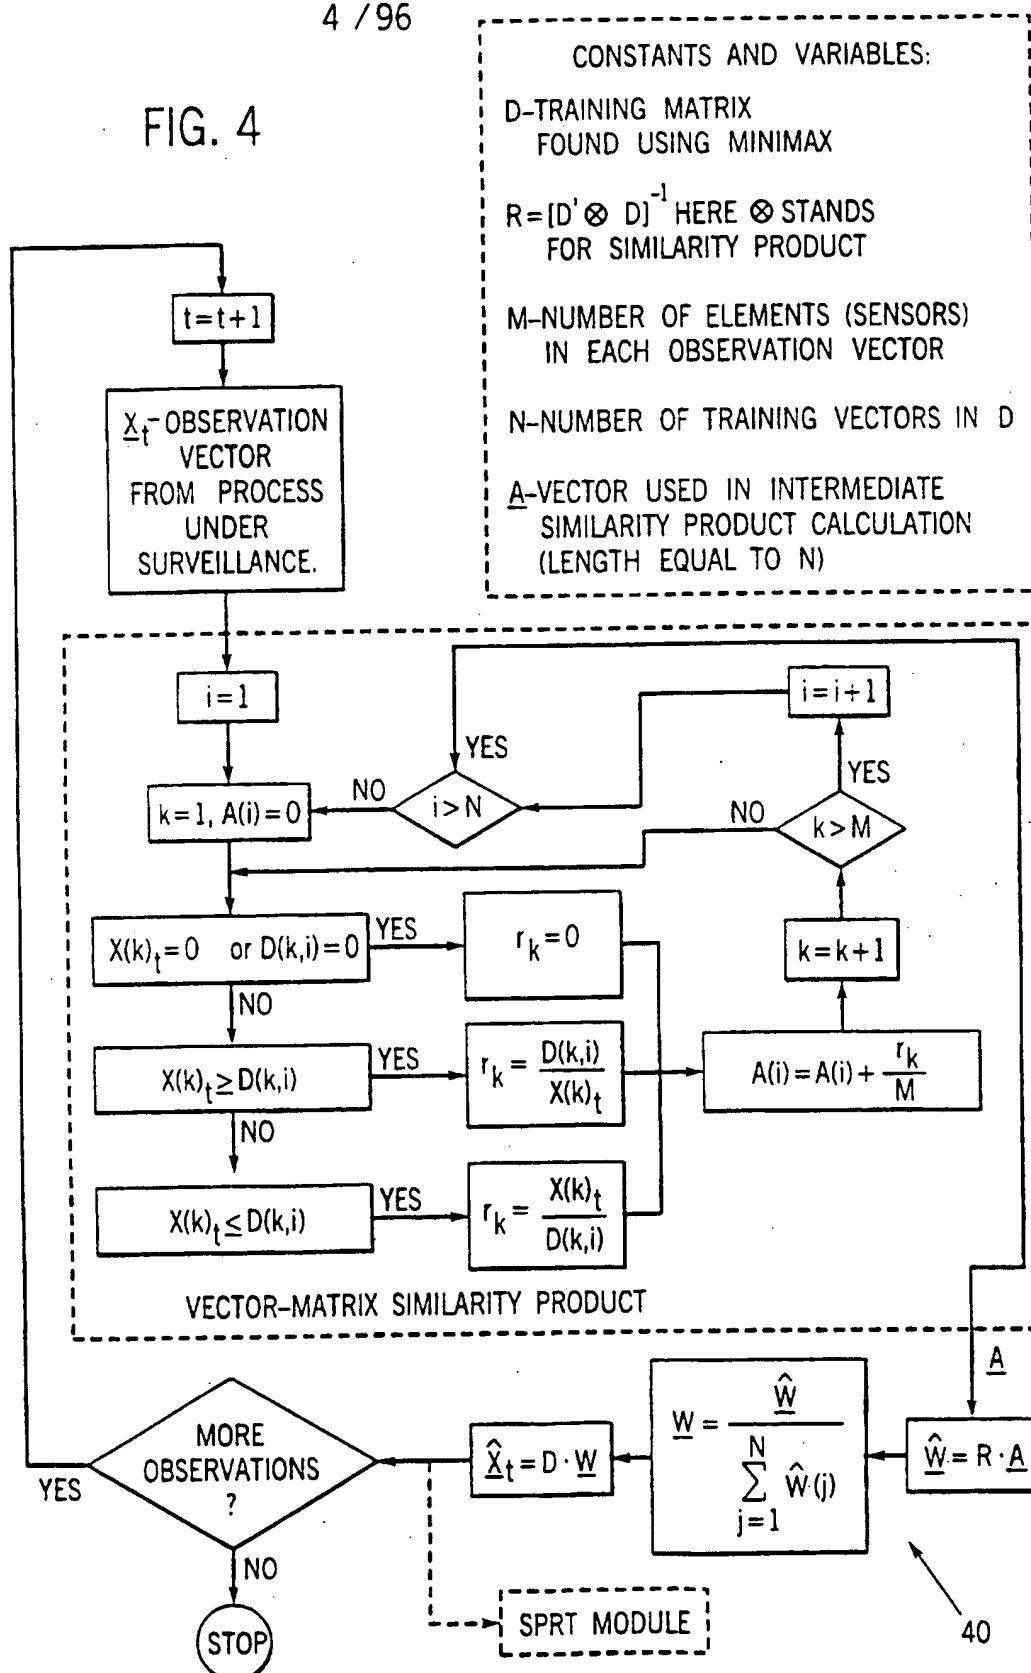 4 / 96
FIG. 4
CONSTANTS AND VARIABLES:
D–TRAINING MATRIX
FOUND USING MINIMAX
R=[D' ⊗ D]⁻¹ HERE ⊗ STANDS
FOR SIMILARITY PRODUCT
M–NUMBER OF ELEMENTS (SENSORS)
IN EACH OBSERVATION VECTOR
N–NUMBER OF TRAINING VECTORS IN D
A–VECTOR USED IN INTERMEDIATE
SIMILARITY PRODUCT CALCULATION
(LENGTH EQUAL TO N)
t=t+1
X_t–OBSERVATION
VECTOR
FROM PROCESS
UNDER
SURVEILLANCE.
i=1
i=i+1
YES
YES
k=1, A(i)=0
NO
i>N
NO
k>M
X(k)_t=0 or D(k,i)=0
YES
r_k=0
k=k+1
NO
X(k)_t≥D(k,i)
YES
r_k = D(k,i) / X(k)_t
A(i)=A(i)+ r_k / M
NO
X(k)_t≤D(k,i)
YES
r_k = X(k)_t / D(k,i)
VECTOR–MATRIX SIMILARITY PRODUCT
A
Ŵ=R·A
W = Ŵ / ∑_{j=1}^{N} Ŵ(j)
X̂_t=D·W
MORE
OBSERVATIONS
?
YES
NO
STOP
SPRT MODULE
40